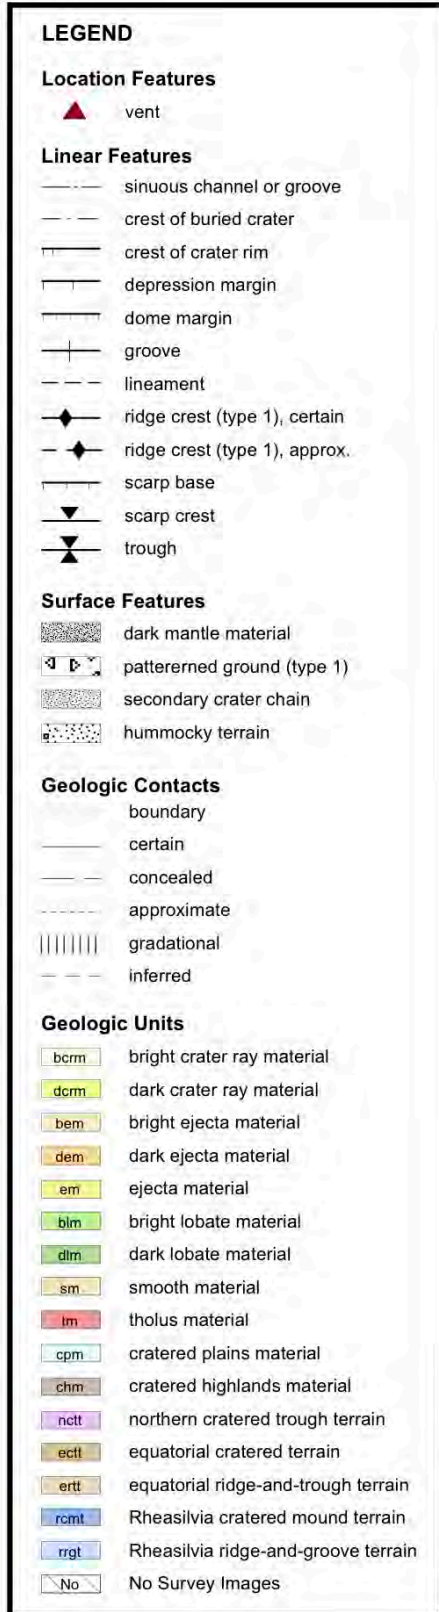 LEGEND
Location Features
vent
Linear Features
sinuous channel or groove
crest of buried crater
crest of crater rim
depression margin
dome margin
groove
lineament
ridge crest (type 1), certain
ridge crest (type 1), approx.
scarp base
scarp crest
trough
Surface Features
dark mantle material
pattererned ground (type 1)
secondary crater chain
hummocky terrain
Geologic Contacts
boundary
certain
concealed
approximate
gradational
inferred
Geologic Units
bcrm bright crater ray material
dcrm dark crater ray material
bem bright ejecta material
dem dark ejecta material
em ejecta material
blm bright lobate material
dlm dark lobate material
sm smooth material
tm tholus material
cpm cratered plains material
chm cratered highlands material
nctt northern cratered trough terrain
ectt equatorial cratered terrain
ertt equatorial ridge-and-trough terrain
rcmt Rheasilvia cratered mound terrain
rrgt Rheasilvia ridge-and-groove terrain
No No Survey Images